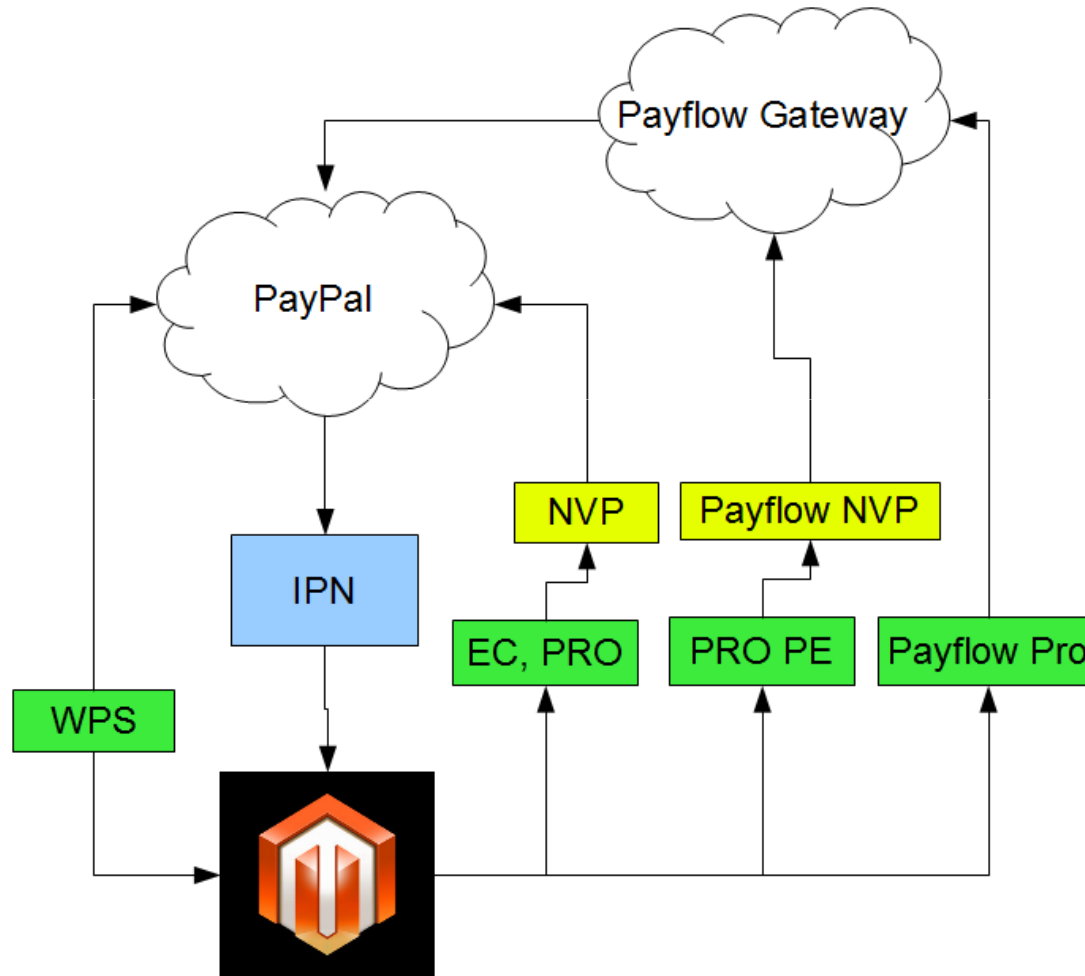 Payflow Gateway
PayPal
NVP
Payflow NVP
IPN
EC, PRO
PRO PE
Payflow Pro
WPS